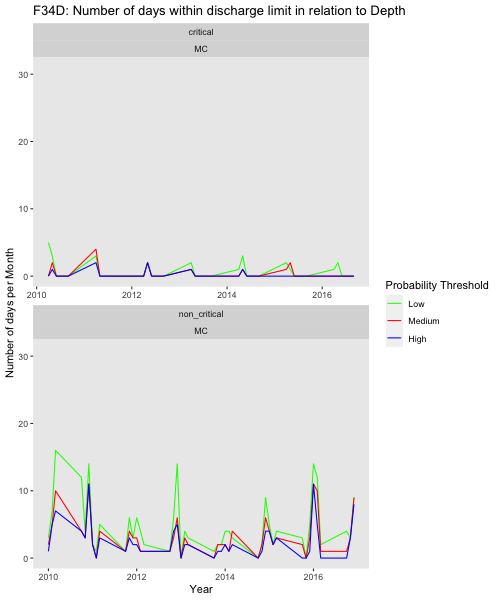 F34D: Number of days within discharge limit in relation to Depth
critical
MC
30
20
10
0
2010 2012 2014 2016
Number of days per Month
non_critical
MC
30
20
10
0
2010 2012 2014 2016
Year
Probability Threshold
Low
Medium
High